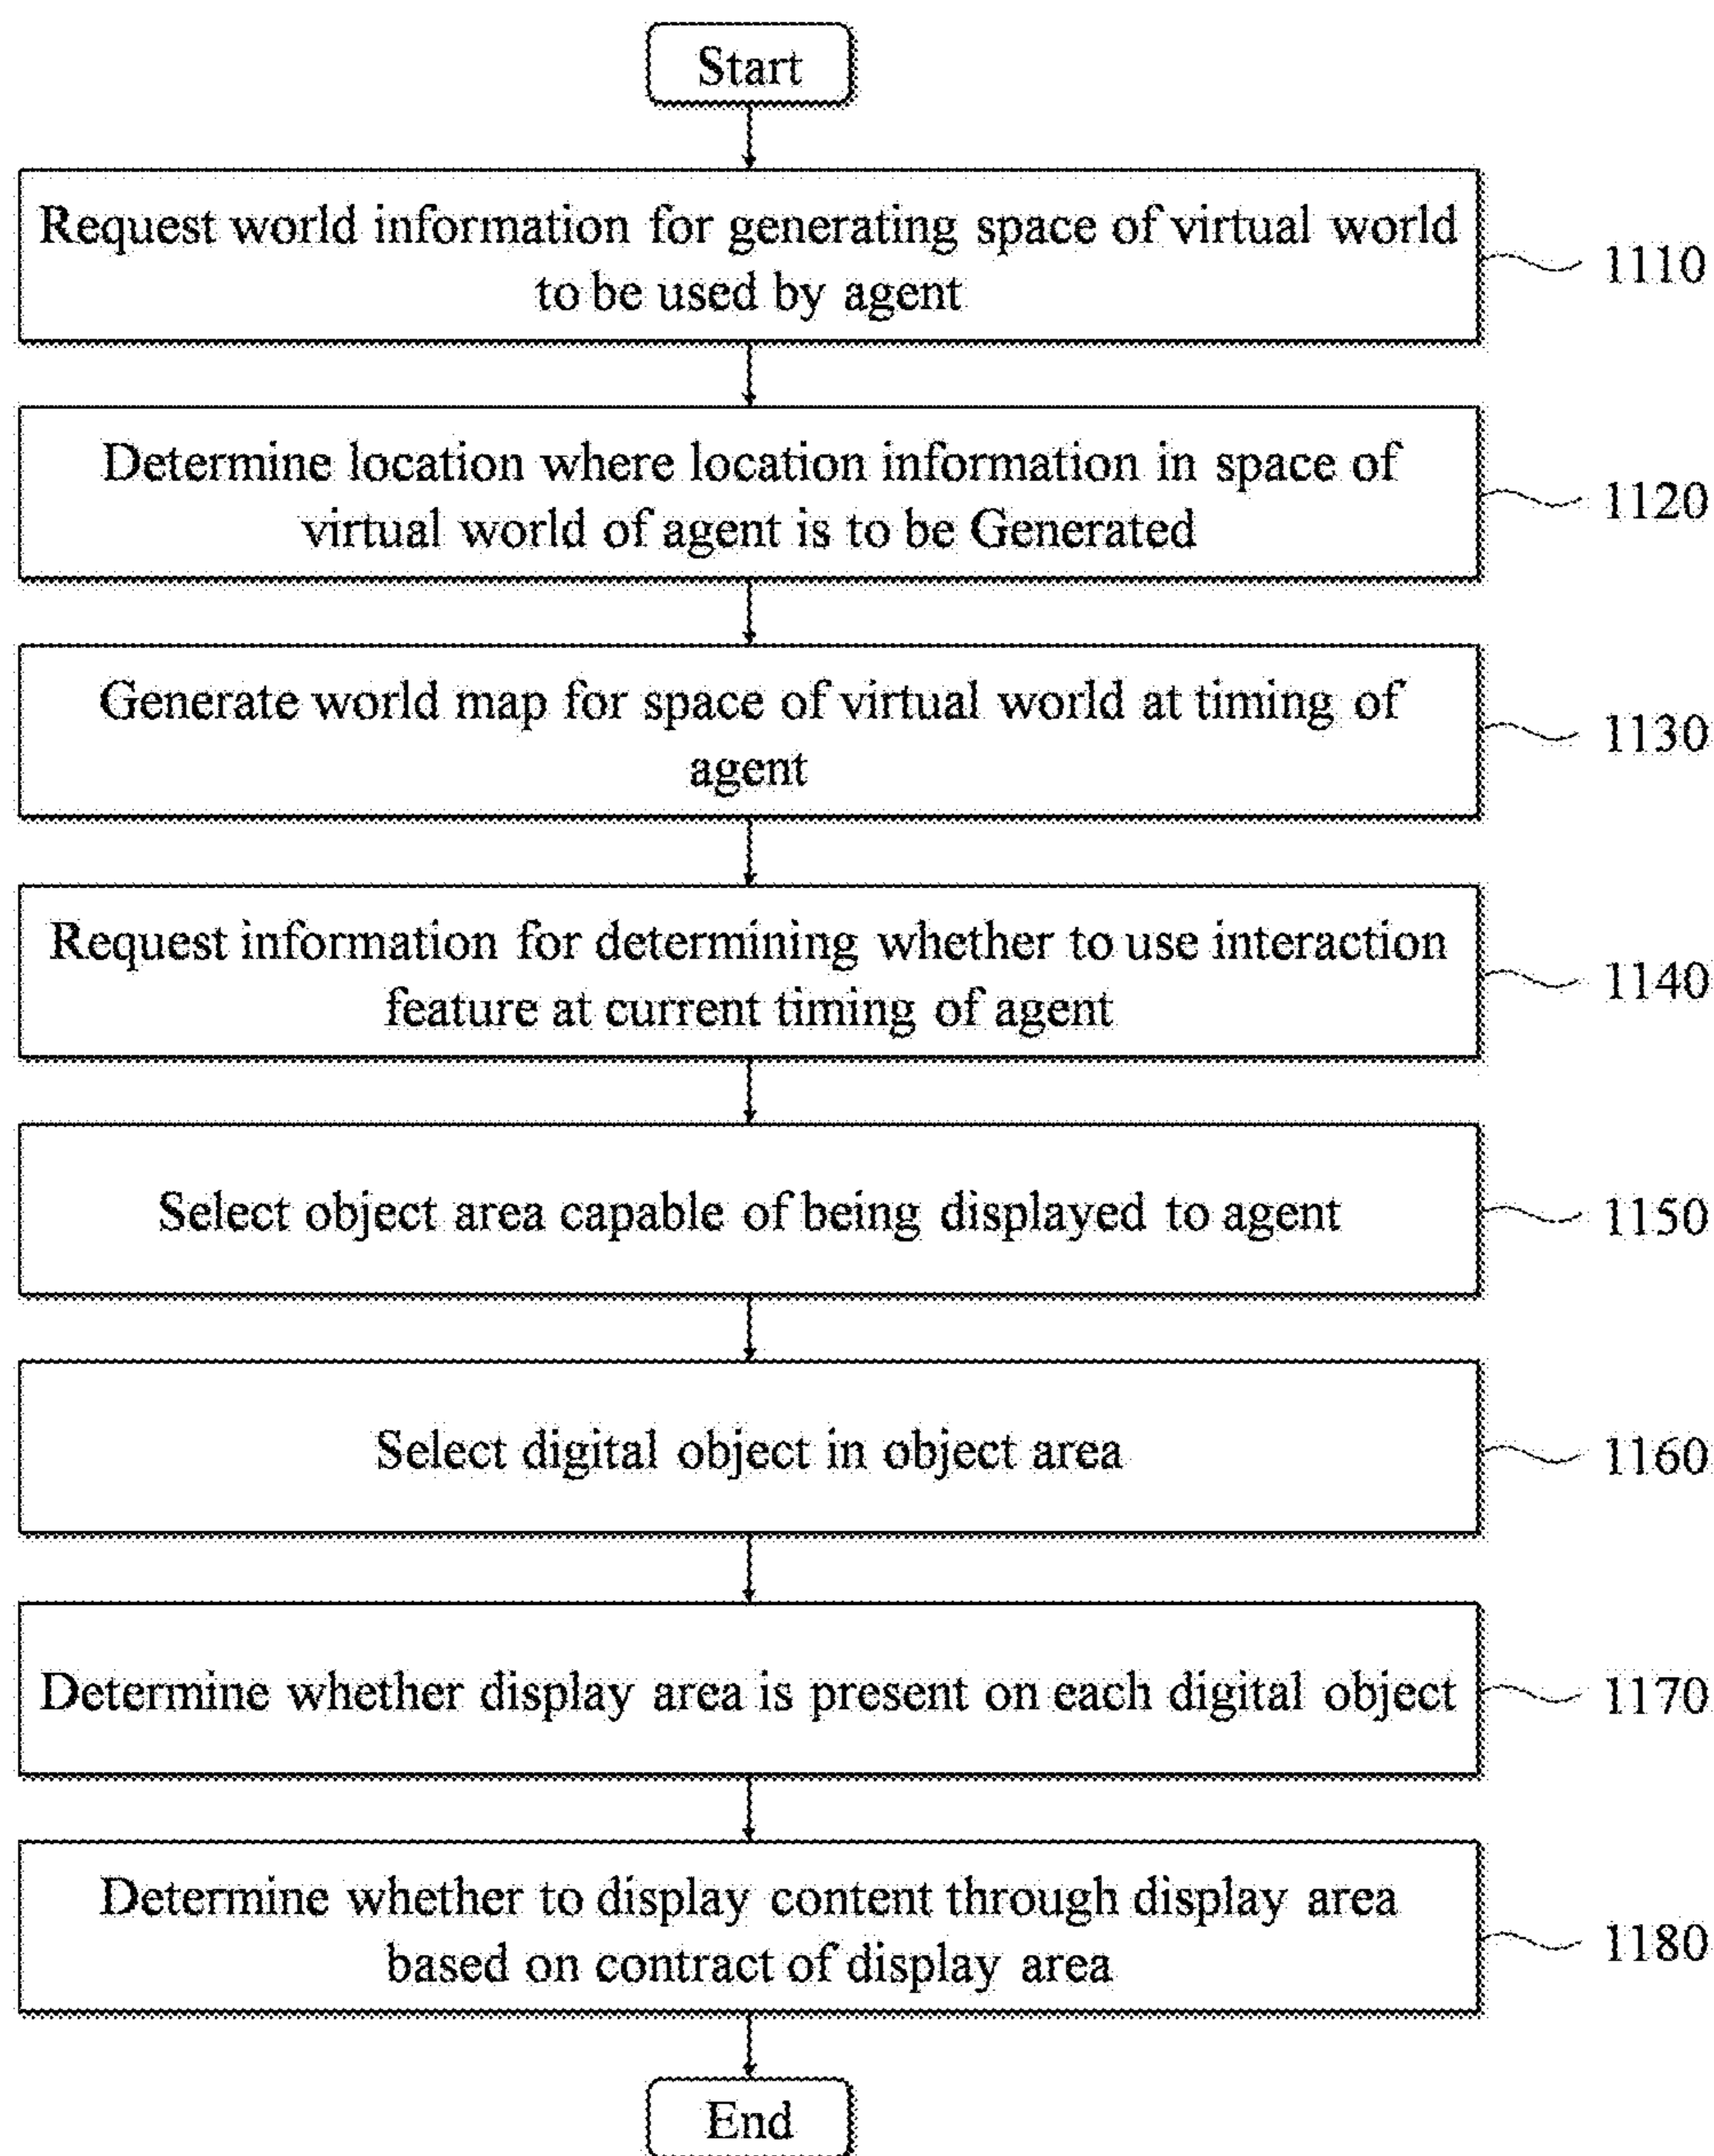 Start
Request world information for generating space of virtual world
to be used by agent
1110
Determine location where location information in space of
virtual world of agent is to be Generated
1120
Generate world map for space of virtual world at timing of
agent
1130
Request information for determining whether to use interaction
feature at current timing of agent
1140
Select object area capable of being displayed to agent
1150
Select digital object in object area
1160
Determine whether display area is present on each digital object
1170
Determine whether to display content through display area
based on contract of display area
1180
End